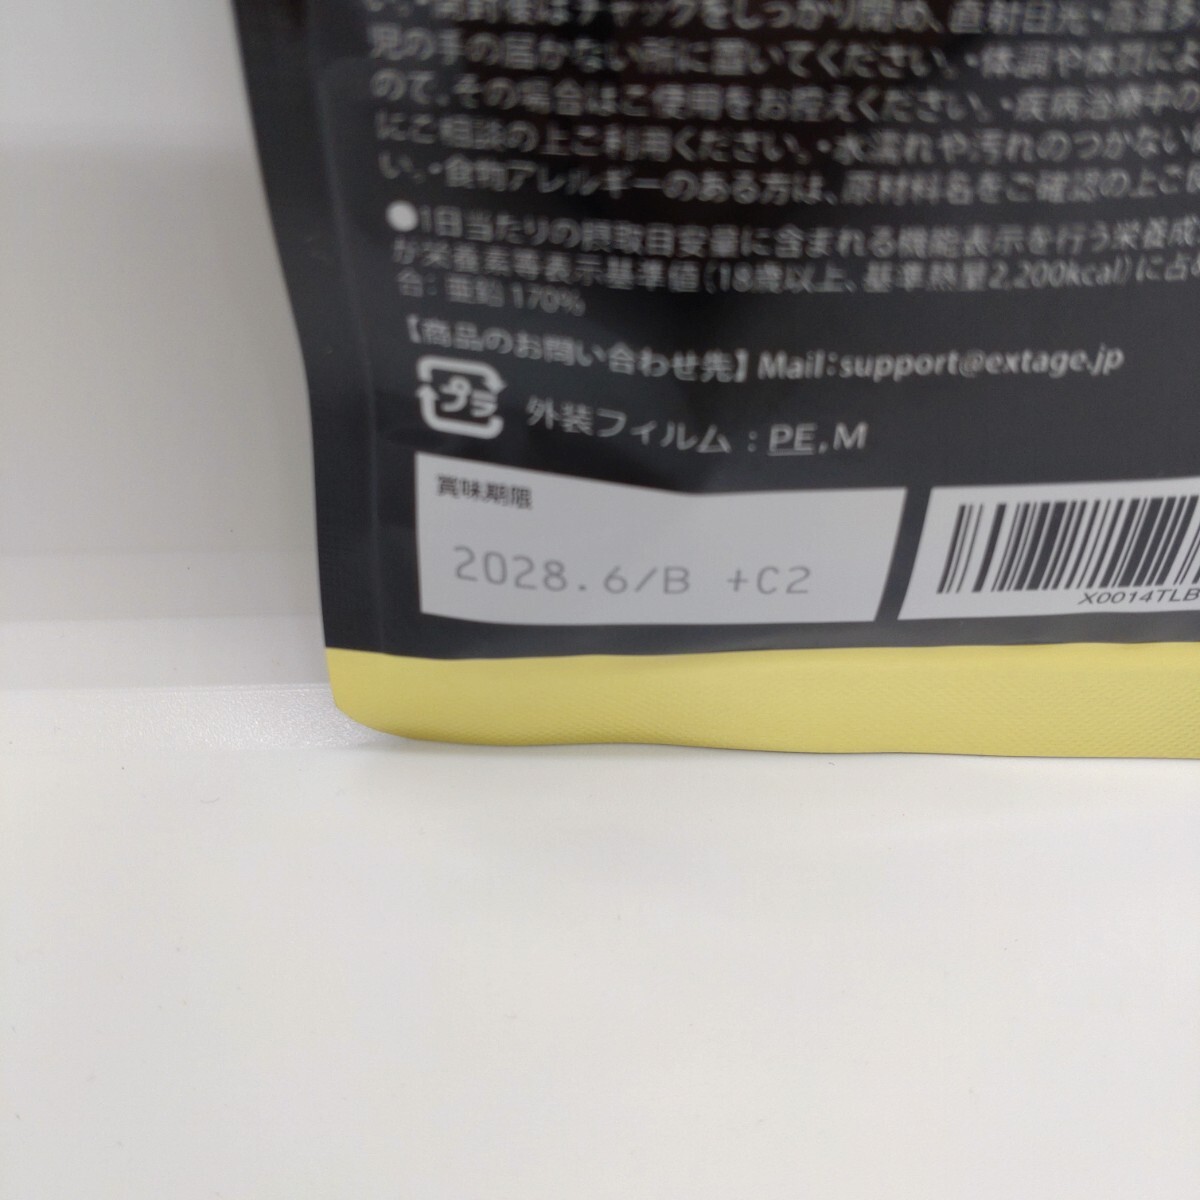 い。・開封後はチャックをしっかり閉め、直射日光・高温多
児の手の届かない所に置いてください。・体調や体質によ
ので、その場合はご使用をお控えください。・疾病治療中の
にご相談の上ご利用ください。・水濡れや汚れのつかない
い。・食物アレルギーのある方は、原材料名をご確認の上ご
●1日当たりの摂取目安量に含まれる機能表示を行う栄養成
が栄養素等表示基準値(18歳以上、基準熱量2,200kcal)に占め
合:亜鉛 170%
【商品のお問い合わせ先】Mail:support@extage.jp
プラ 外装フィルム : PE,M
賞味期限
2028.6/B +C2
X0014TLB